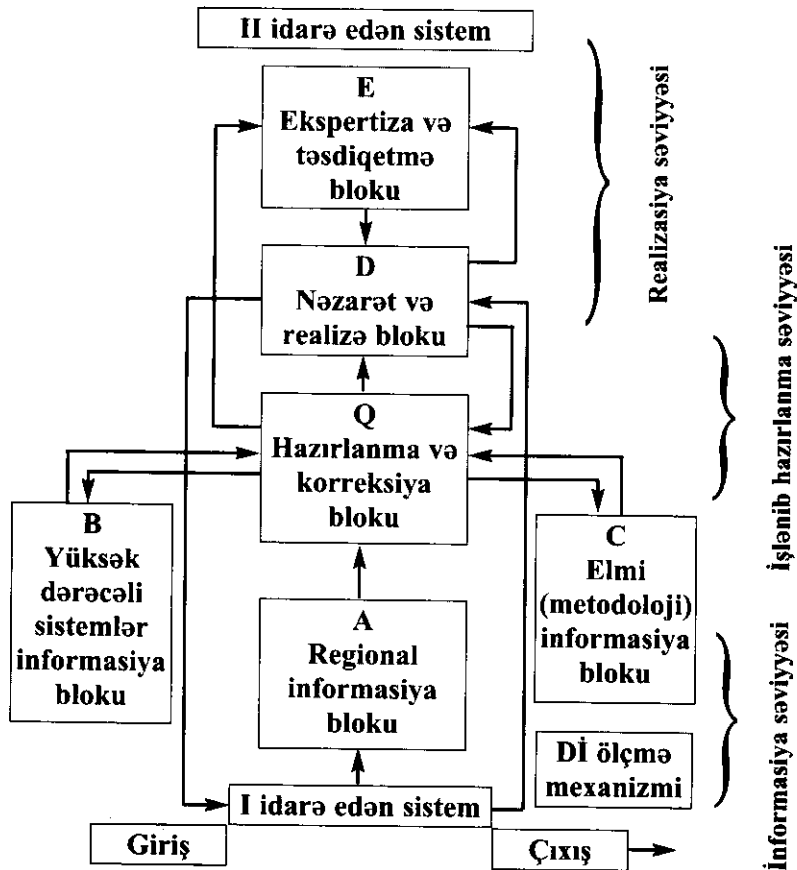 II idarə edən sistem
E
Ekspertiza və
təsdiqetmə
bloku
D
Nəzarət və
realizə bloku
Q
Hazırlanma və
korreksiya
bloku
B
Yüksək
dərəcəli
sistemlər
informasiya
bloku
C
Elmi
(metodoloji)
informasiya
bloku
A
Regional
informasiya
bloku
Dİ ölçmə
mexanizmi
I idarə edən sistem
Giriş
Çıxış
Realizasiya səviyyəsi
İşlənib hazırlanma səviyyəsi
İnformasiya səviyyəsi